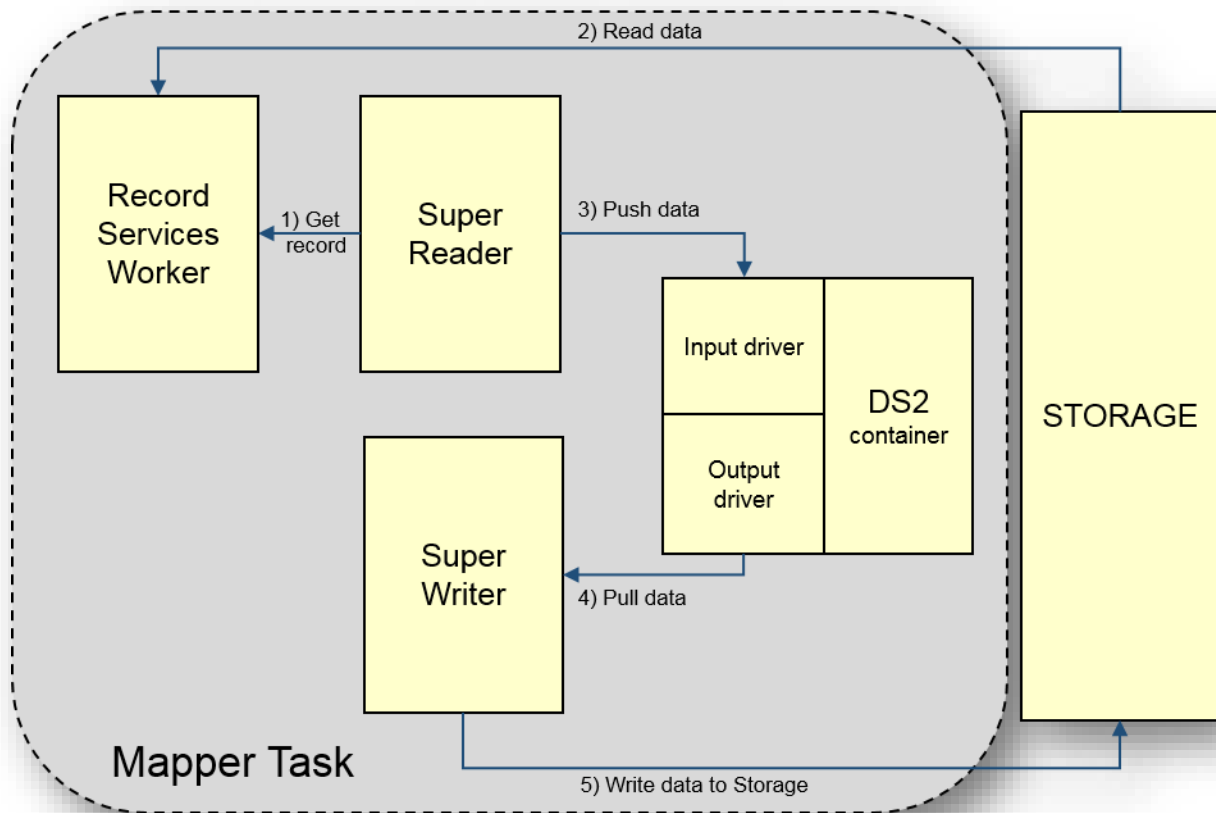 2) Read data
Record
Services
Worker
1) Get
record
Super
Reader
3) Push data
Input driver
DS2
container
Output
driver
STORAGE
Super
Writer
4) Pull data
Mapper Task
5) Write data to Storage